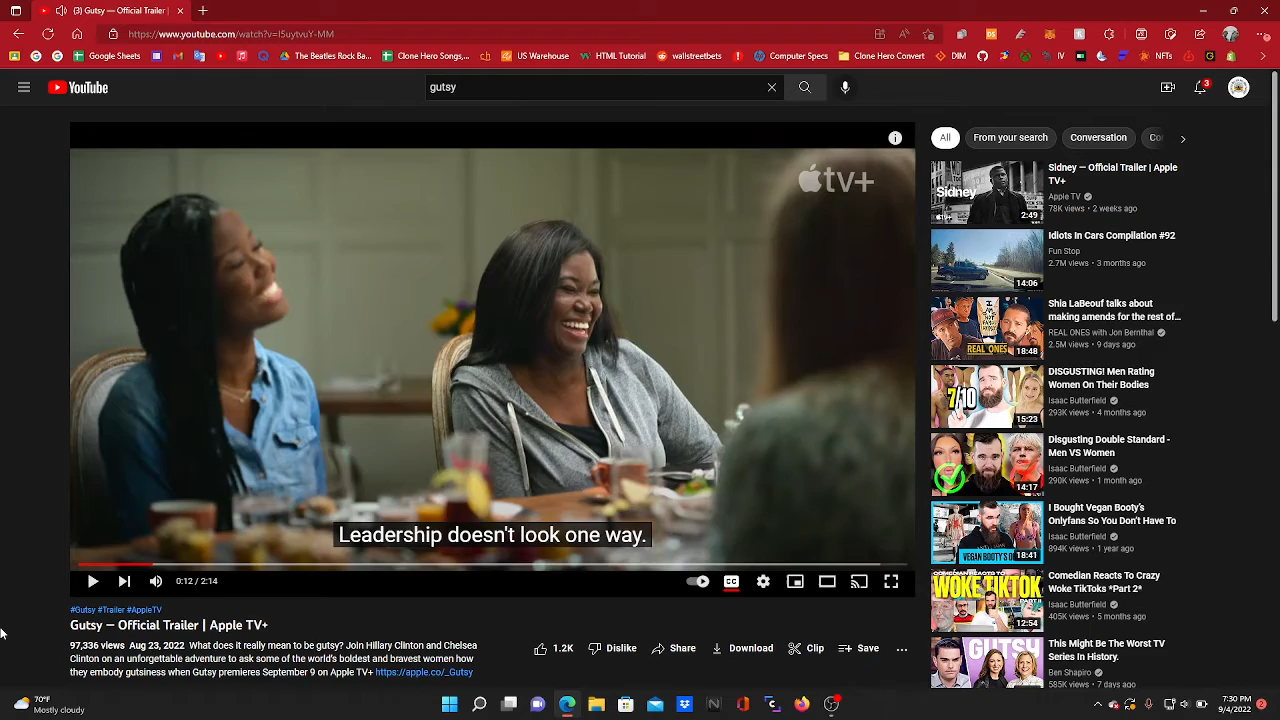 (3) Gutsy — Official Trailer |
https://www.youtube.com/watch?v=I5uytvuY-MM
Google Sheets
The Beatles Rock Ba...
Clone Hero Songs,...
US Warehouse
HTML Tutorial
wallstreetbets
Computer Specs
Clone Hero Convert
DIM
IV
NFTs
YouTube
gutsy
3
All
From your search
Conversation
tv+
Leadership doesn't look one way.
0:12 / 2:14
CC
#Gutsy #Trailer #AppleTV
Gutsy — Official Trailer | Apple TV+
97,336 views Aug 23, 2022 What does it really mean to be gutsy? Join Hillary Clinton and Chelsea
Clinton on an unforgettable adventure to ask some of the world's boldest and bravest women how
they embody gutsiness when Gutsy premieres September 9 on Apple TV+ https://apple.co/_Gutsy
1.2K
Dislike
Share
Download
Clip
Save
Sidney
2:49
Sidney — Official Trailer | Apple
TV+
Apple TV
78K views • 2 weeks ago
14:06
Idiots In Cars Compilation #92
Fun Stop
2.7M views • 3 months ago
REAL ONES
18:48
Shia LaBeouf talks about
making amends for the rest of...
REAL ONES with Jon Bernthal
2.5M views • 9 days ago
7/10
15:23
DISGUSTING! Men Rating
Women On Their Bodies
Isaac Butterfield
293K views • 4 months ago
14:17
Disgusting Double Standard -
Men VS Women
Isaac Butterfield
290K views • 1 month ago
18:41
I Bought Vegan Booty's
Onlyfans So You Don't Have To
Isaac Butterfield
894K views • 1 year ago
COMEDIAN REACTS TO
WOKE TIKTOK
12:54
Comedian Reacts To Crazy
Woke TikToks *Part 2*
Isaac Butterfield
405K views • 5 months ago
GUTSY
This Might Be the Worst TV
Series In History.
Ben Shapiro
585K views • 7 days ago
70°F
Mostly cloudy
7:30 PM
9/4/2022